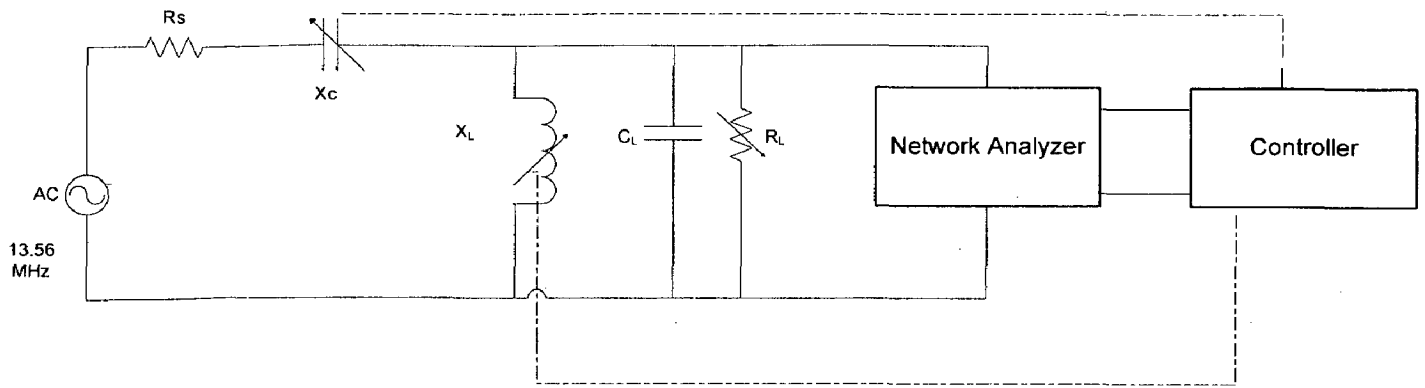 Rs
Xc
XL
CL
RL
Network Analyzer
Controller
AC
13.56
MHz